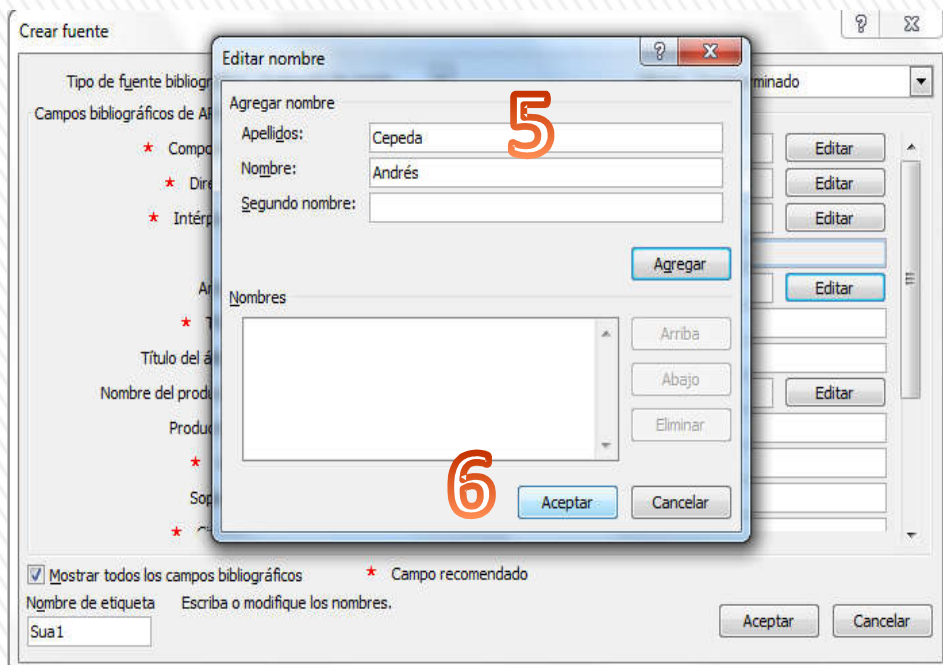 Crear fuente
Editar nombre
Tipo de fuente bibliogr
minado
Campos bibliográficos de
Agregar nombre
5
Apellidos:
Cepeda
Nombre:
Andrés
Segundo nombre:
Agregar
Nombres
Arriba
Abajo
Eliminar
6
Aceptar
Cancelar
* Compo
Editar
* Dire
Editar
* Intérp
Editar
Editar
Título del á
Nombre del produ
Editar
Produc
Sop
Mostrar todos los campos bibliográficos
* Campo recomendado
Nombre de etiqueta
Escriba o modifique los nombres.
Sua1
Aceptar
Cancelar